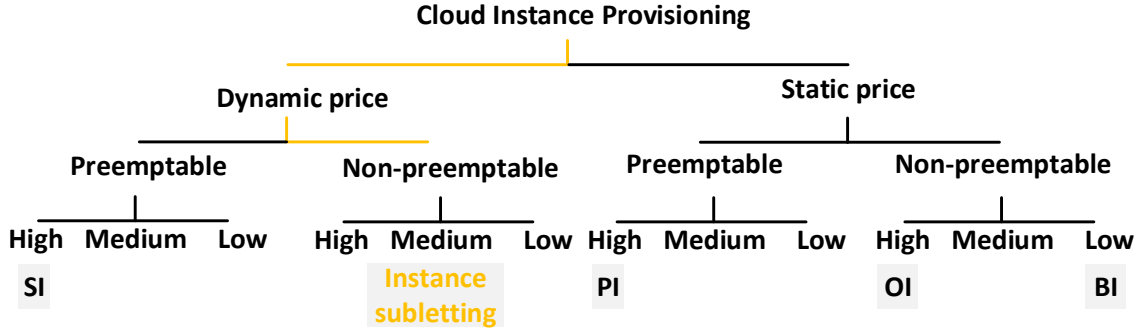 Cloud Instance Provisioning
Dynamic price Static price
Preemptable Non-preemptable Preemptable Non-preemptable
High Medium Low High Medium Low High Medium Low High Medium Low
SI Instance PI OI BI
subletting